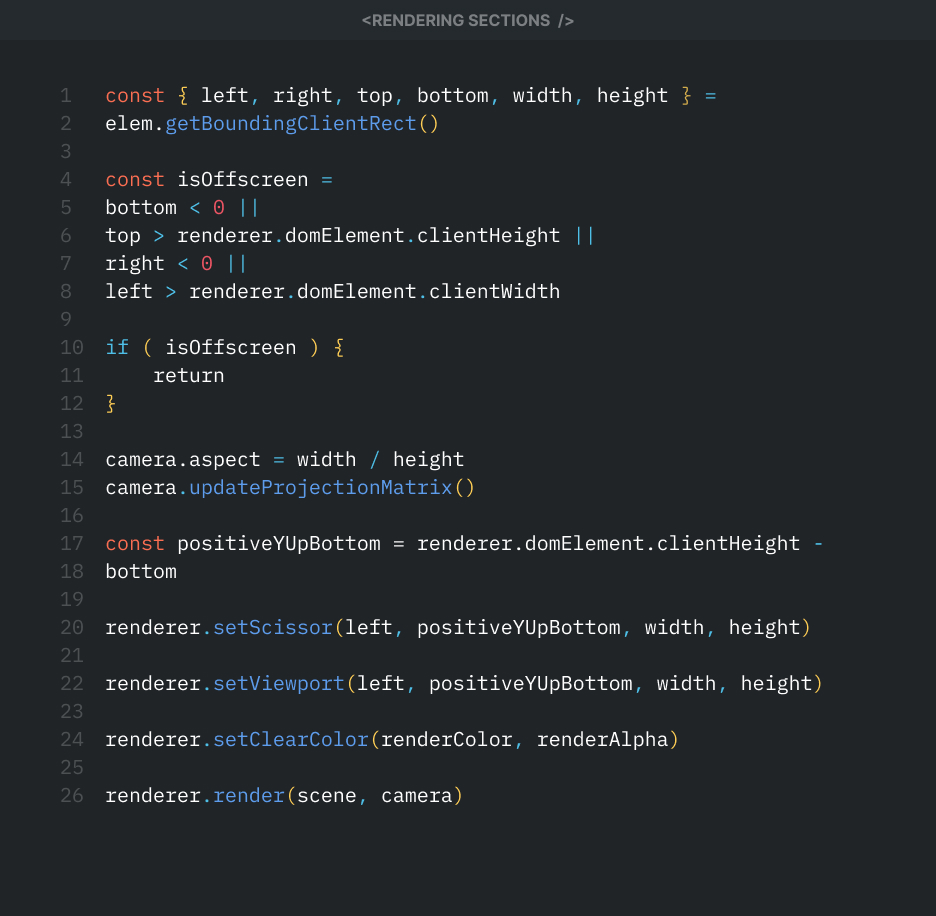 <RENDERING SECTIONS />
1 const { left, right, top, bottom, width, height } =
2 elem.getBoundingClientRect()
3
4 const isOffscreen =
5 bottom < 0 ||
6 top > renderer.domElement.clientHeight ||
7 right < 0 ||
8 left > renderer.domElement.clientWidth
9
10 if ( isOffscreen ) {
11     return
12 }
13
14 camera.aspect = width / height
15 camera.updateProjectionMatrix()
16
17 const positiveYUpBottom = renderer.domElement.clientHeight -
18 bottom
19
20 renderer.setScissor(left, positiveYUpBottom, width, height)
21
22 renderer.setViewport(left, positiveYUpBottom, width, height)
23
24 renderer.setClearColor(renderColor, renderAlpha)
25
26 renderer.render(scene, camera)